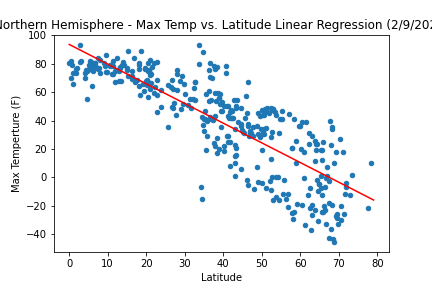 Northern Hemisphere - Max Temp vs. Latitude Linear Regression (2/9/202
100
80
60
40
20
0
−20
−40
Max Temperture (F)
0 10 20 30 40 50 60 70 80
Latitude